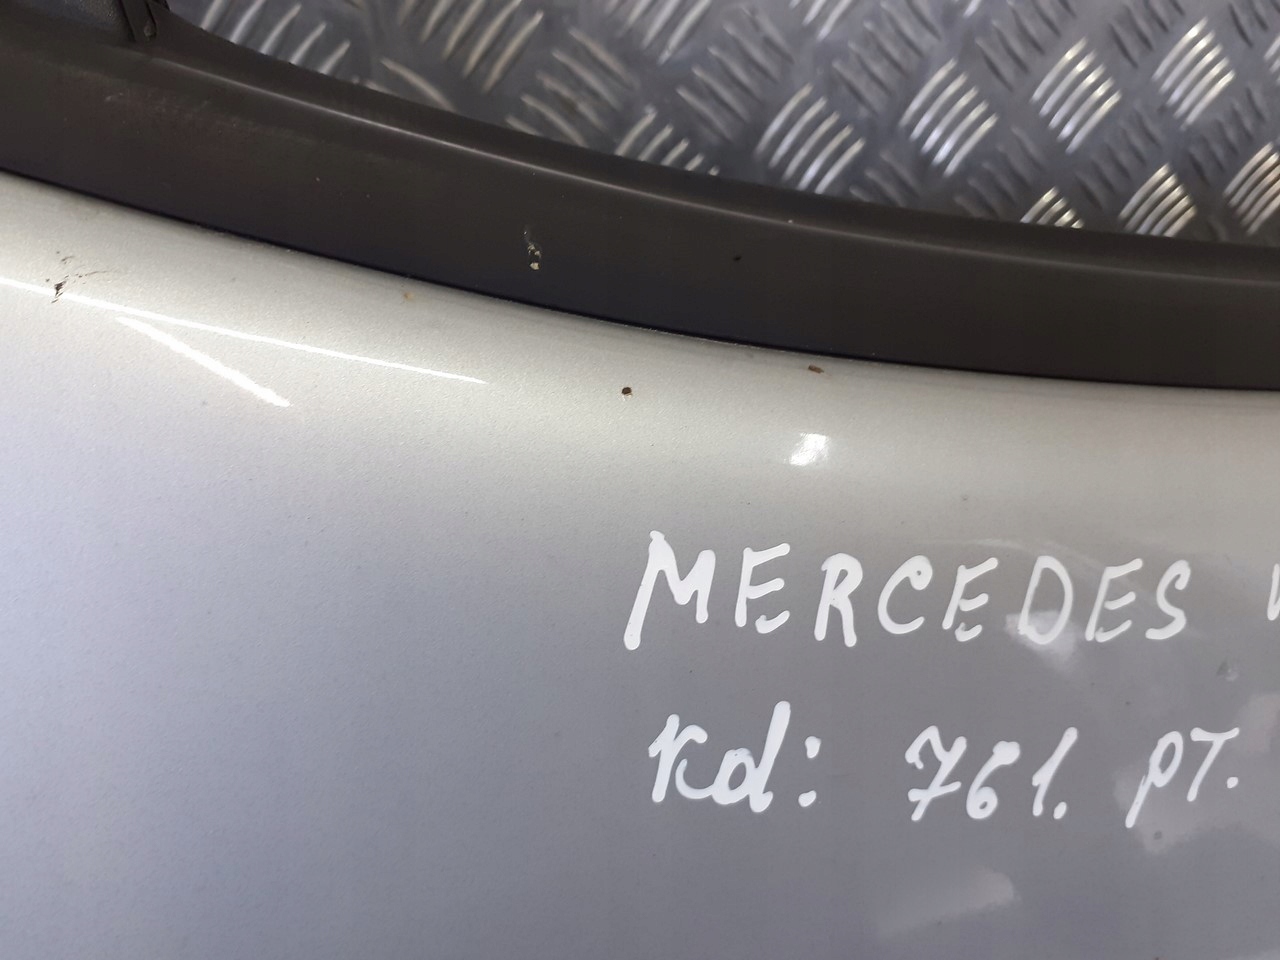 MERCEDES
Kd: 761. PT.